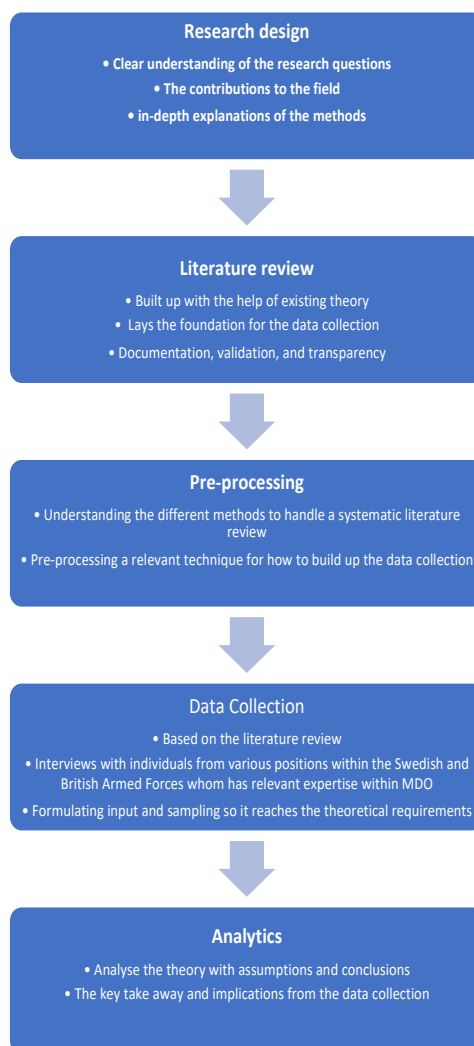 Research design
• Clear understanding of the research questions
• The contributions to the field
• in-depth explanations of the methods
Literature review
• Built up with the help of existing theory
• Lays the foundation for the data collection
• Documentation, validation, and transparency
Pre-processing
• Understanding the different methods to handle a systematic literature
review
• Pre-processing a relevant technique for how to build up the data collection
Data Collection
• Based on the literature review
• Interviews with individuals from various positions within the Swedish and
British Armed Forces whom has relevant expertise within MDO
• Formulating input and sampling so it reaches the theoretical requirements
Analytics
• Analyse the theory with assumptions and conclusions
• The key take away and implications from the data collection